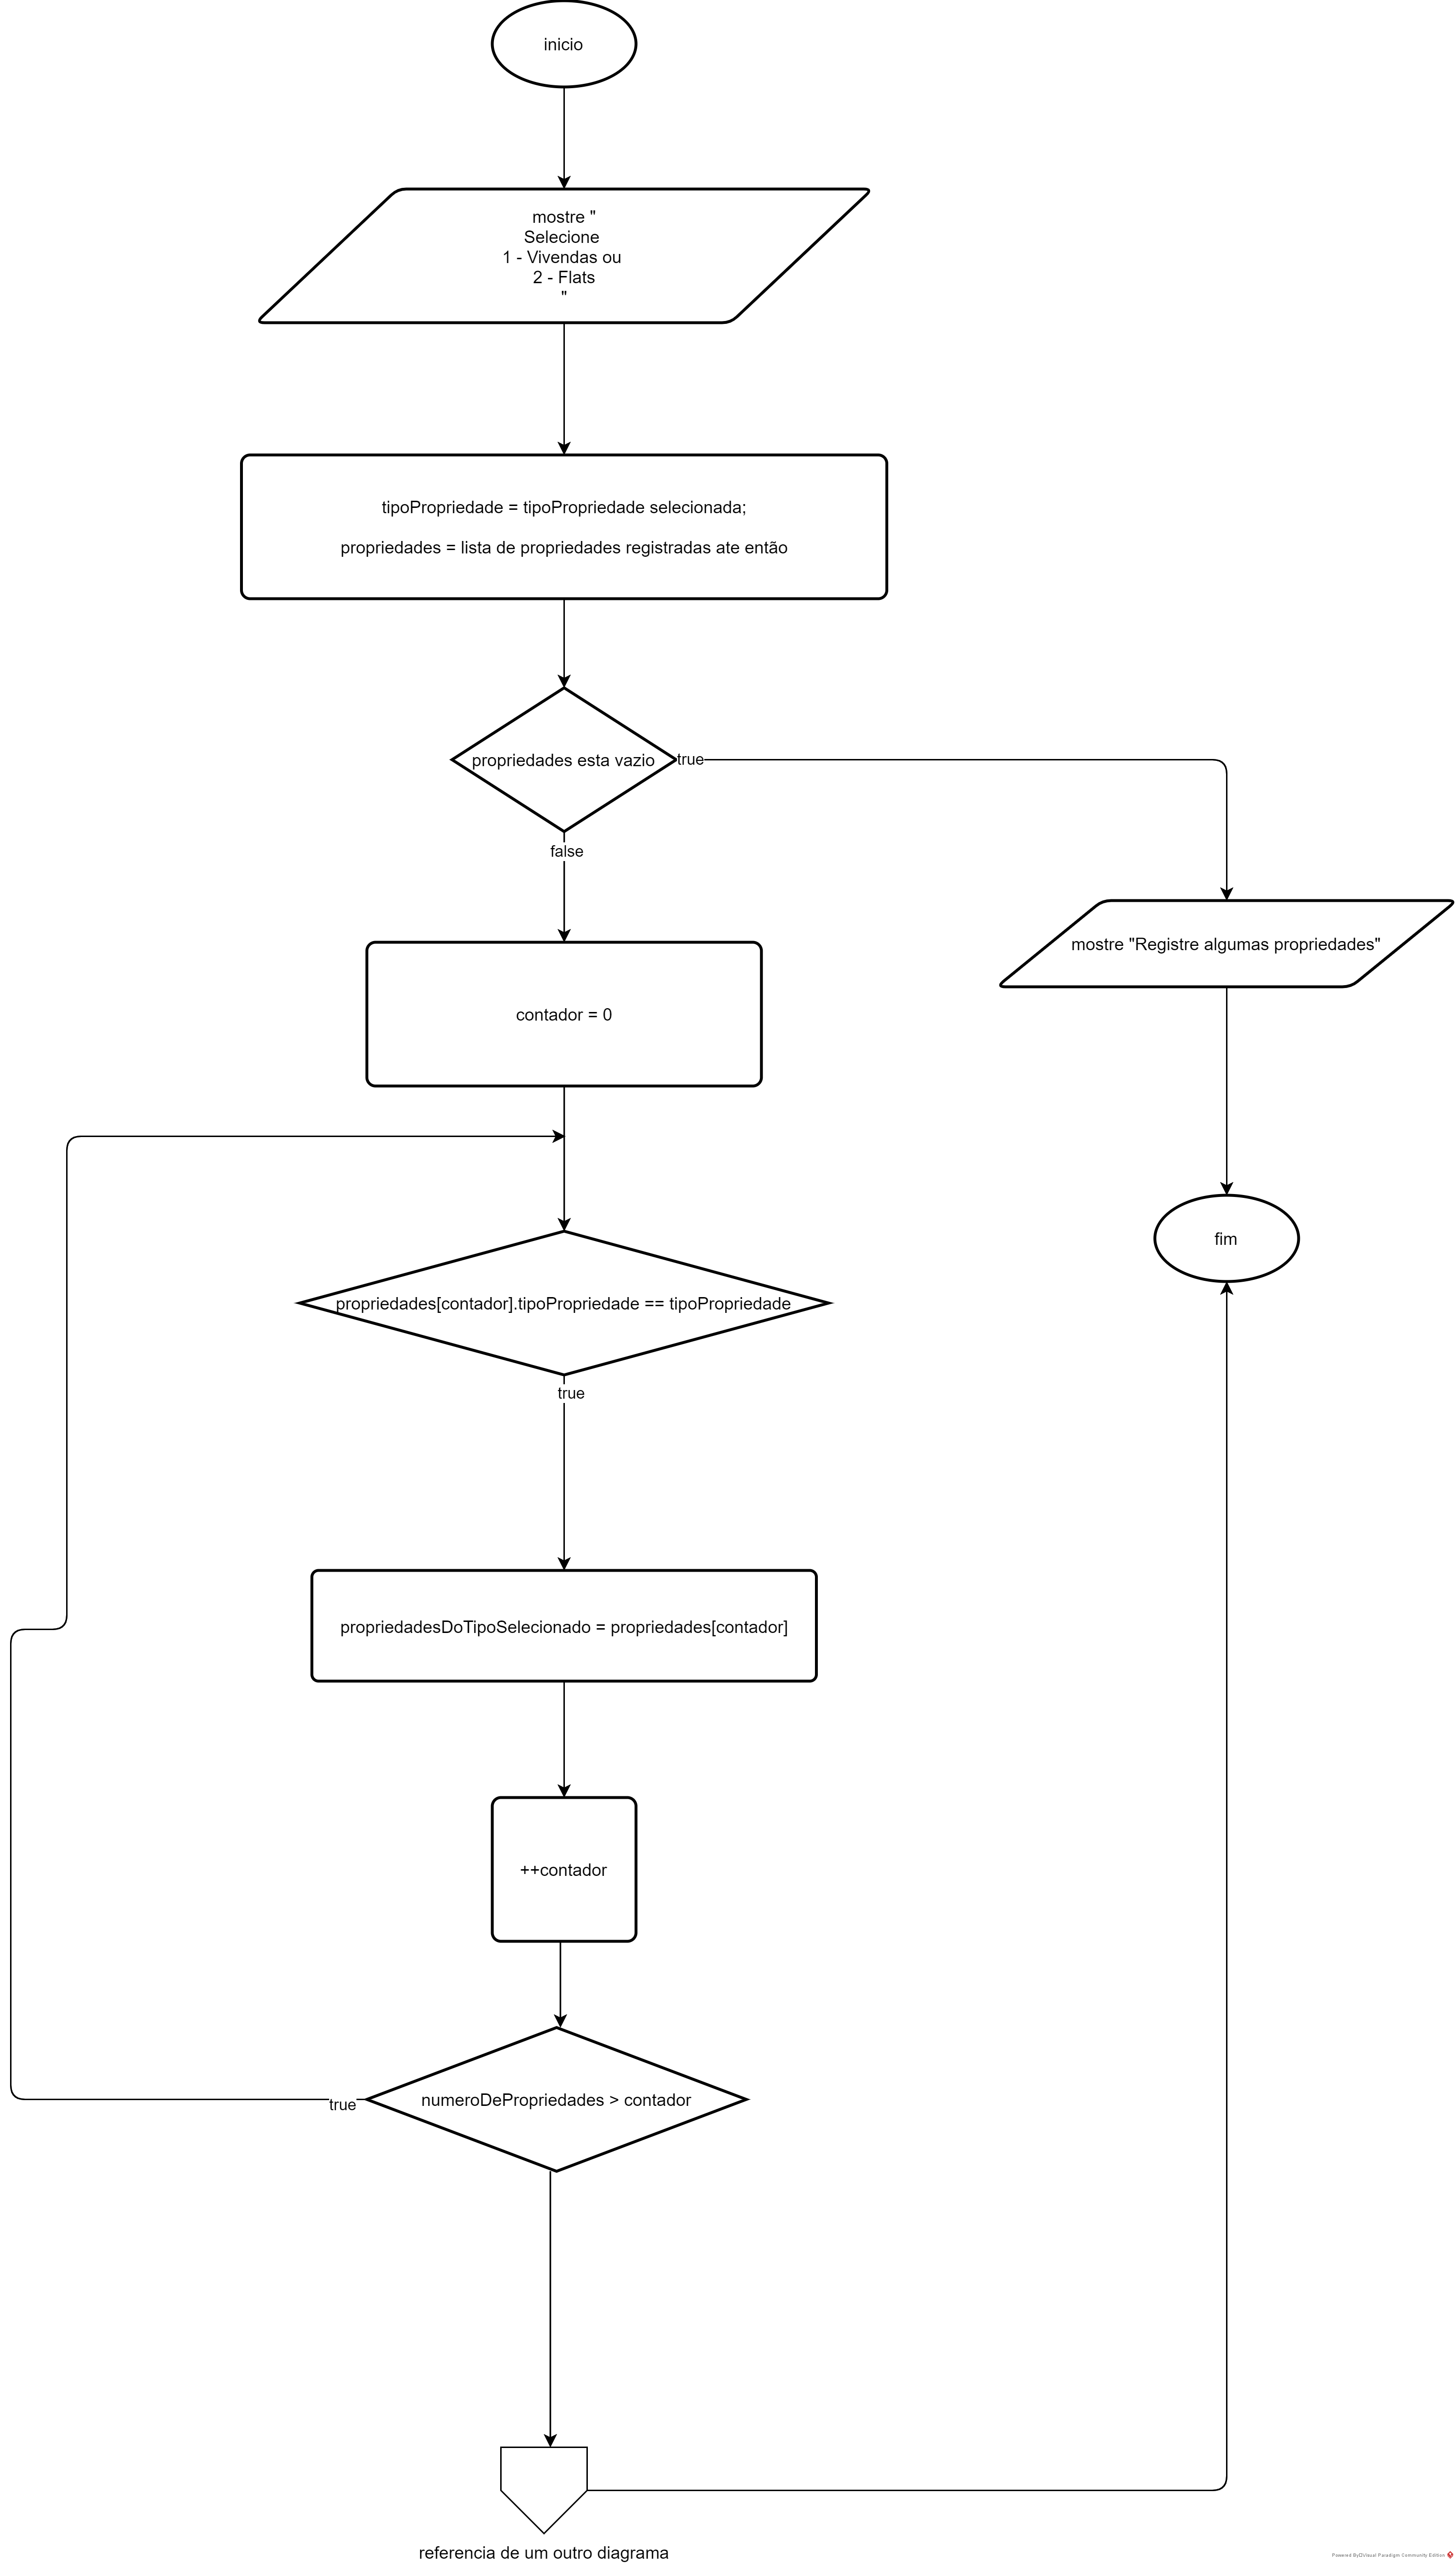 inicio
mostre "
Selecione
1 - Vivendas ou
2 - Flats
"
tipoPropriedade = tipoPropriedade selecionada;
propriedades = lista de propriedades registradas ate então
propriedades esta vazio
true
false
mostre "Registre algumas propriedades"
contador = 0
fim
propriedades[contador].tipoPropriedade == tipoPropriedade
true
propriedadesDoTipoSelecionado = propriedades[contador]
++contador
numeroDePropriedades > contador
true
referencia de um outro diagrama
Powered By Visual Paradigm Community Edition